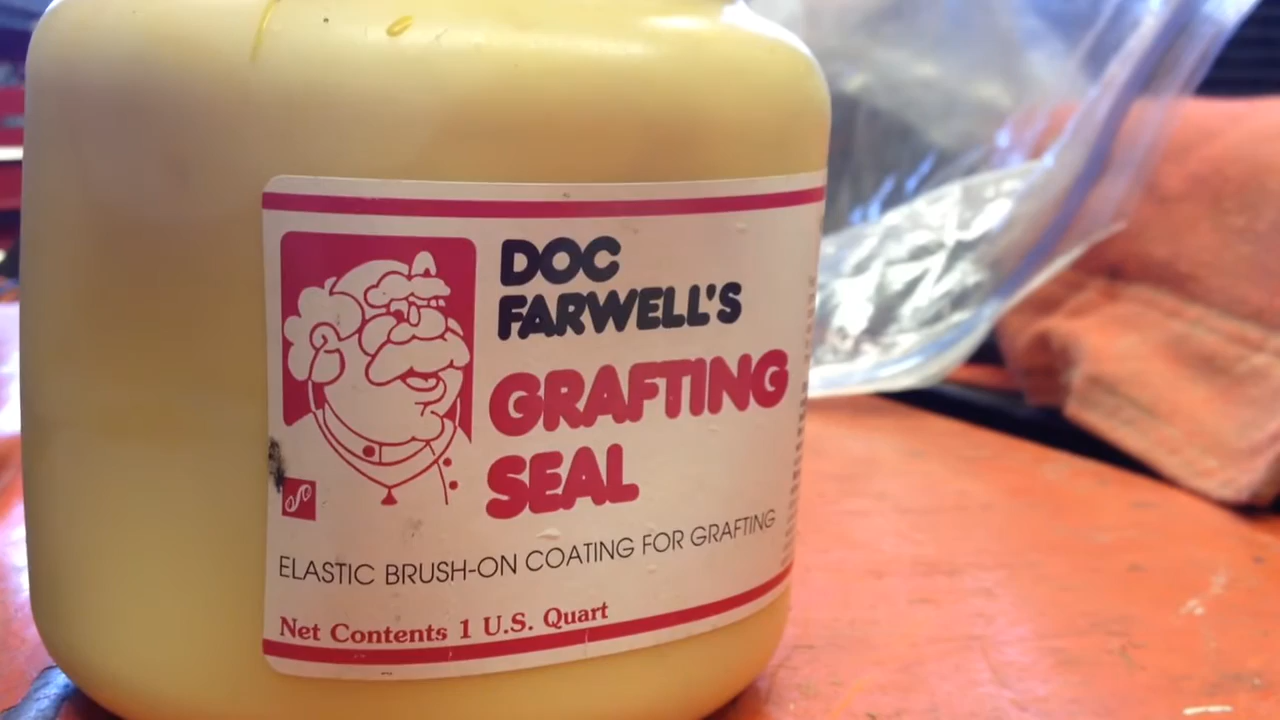 DOC
FARWELL'S
GRAFTING
SEAL
ELASTIC BRUSH-ON COATING FOR GRAFTING
Net Contents 1 U.S. Quart